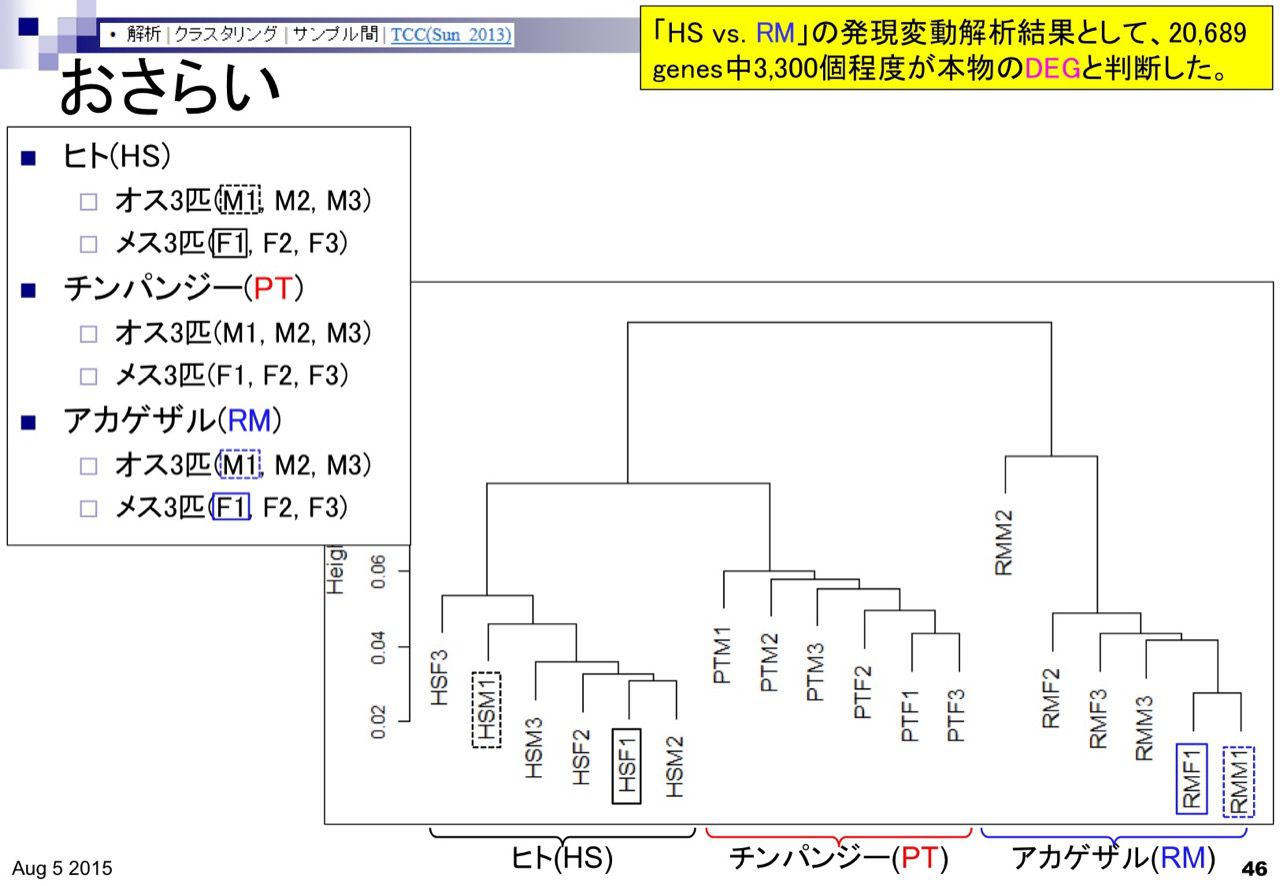 • 解析 | クラスタリング | サンプル間 | TCC(Sun_2013)
「HS vs. RM」の発現変動解析結果として、20,689
genes中3,300個程度が本物のDEGと判断した。
おさらい
ヒト(HS)
オス3匹(M1, M2, M3)
メス3匹(F1, F2, F3)
チンパンジー(PT)
オス3匹(M1, M2, M3)
メス3匹(F1, F2, F3)
アカゲザル(RM)
オス3匹(M1, M2, M3)
メス3匹(F1, F2, F3)
0.06
0.04
0.02
HSF3
HSM1
HSM3
HSF2
HSF1
HSM2
PTM1
PTM2
PTM3
PTF2
PTF1
PTF3
RMM2
RMF2
RMF3
RMM3
RMF1
RMM1
ヒト(HS)
チンパンジー(PT)
アカゲザル(RM)
Aug 5 2015
46